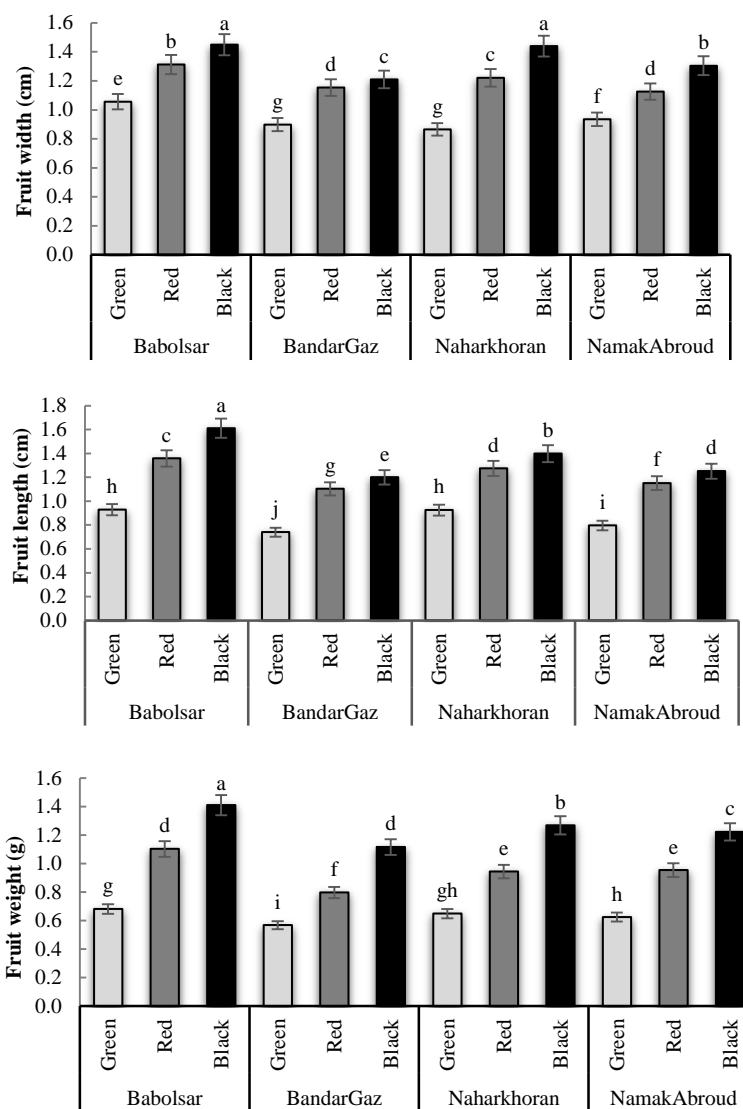 Fruit width (cm)
1.6
1.4
1.2
1.0
0.8
0.6
0.4
0.2
0.0
e b a g d c g c a f d b
Green Red Black Green Red Black Green Red Black Green Red Black
Babolsar BandarGaz Naharkhoran NamakAbroud
Fruit length (cm)
1.8
1.6
1.4
1.2
1.0
0.8
0.6
0.4
0.2
0.0
h c a j g e h d b i f d
Green Red Black Green Red Black Green Red Black Green Red Black
Babolsar BandarGaz Naharkhoran NamakAbroud
Fruit weight (g)
1.6
1.4
1.2
1.0
0.8
0.6
0.4
0.2
0.0
g d a i f d gh e b h e c
Green Red Black Green Red Black Green Red Black Green Red Black
Babolsar BandarGaz Naharkhoran NamakAbroud